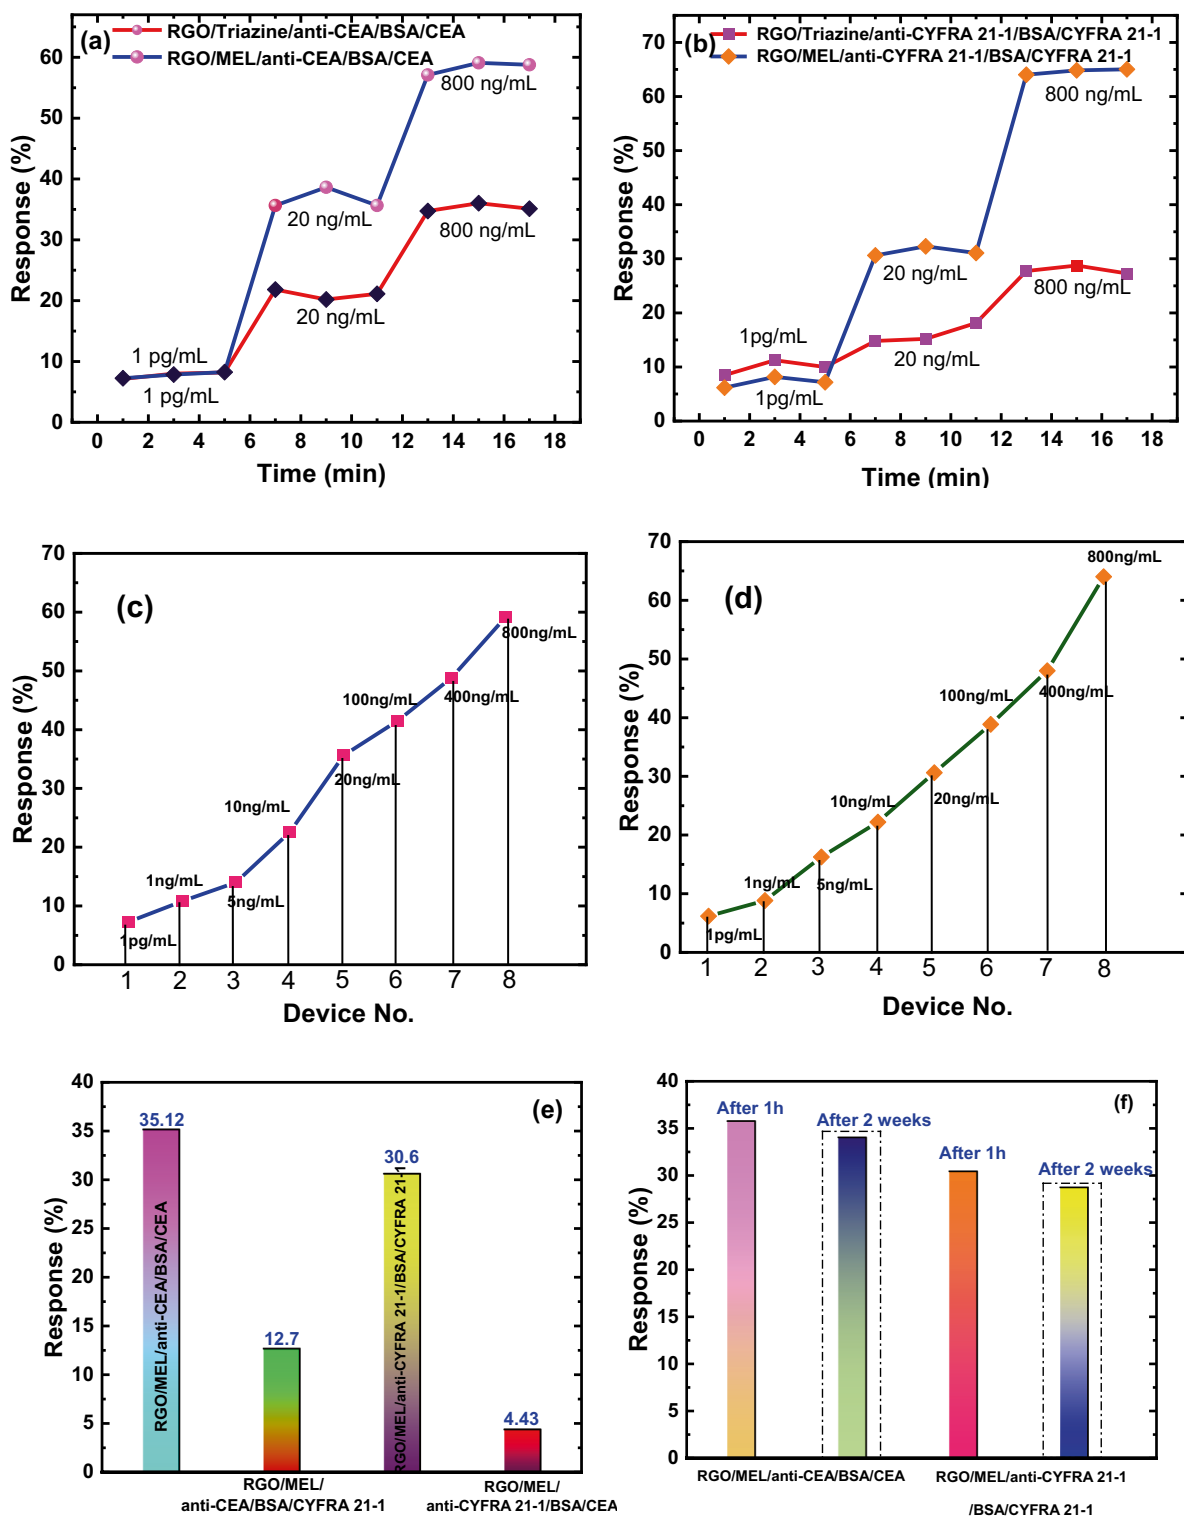 (a)
RGO/Triazine/anti-CEA/BSA/CEA
RGO/MEL/anti-CEA/BSA/CEA
60
50
40
30
20
10
0
Response (%)
800 ng/mL
20 ng/mL
800 ng/mL
20 ng/mL
1 pg/mL
1 pg/mL
0 2 4 6 8 10 12 14 16 18
Time (min)
(b)
RGO/Triazine/anti-CYFRA 21-1/BSA/CYFRA 21-1
RGO/MEL/anti-CYFRA 21-1/BSA/CYFRA 21-1
70
60
50
40
30
20
10
0
Response (%)
800 ng/mL
20 ng/mL
800 ng/mL
1pg/mL
20 ng/mL
1pg/mL
0 2 4 6 8 10 12 14 16 18
Time (min)
(c)
70
60
50
40
30
20
10
0
Response (%)
800ng/mL
100ng/mL
400ng/mL
20ng/mL
10ng/mL
1ng/mL
5ng/mL
1pg/mL
1 2 3 4 5 6 7 8
Device No.
(d)
70
60
50
40
30
20
10
0
Response (%)
800ng/mL
100ng/mL
400ng/mL
10ng/mL
20ng/mL
1ng/mL
5ng/mL
1pg/mL
1 2 3 4 5 6 7 8
Device No.
(e)
40
35
30
25
20
15
10
5
0
Response (%)
35.12
12.7
30.6
4.43
RGO/MEL/anti-CEA/BSA/CEA
RGO/MEL/anti-CYFRA 21-1/BSA/CYFRA 21-1
RGO/MEL/
anti-CEA/BSA/CYFRA 21-1
RGO/MEL/
anti-CYFRA 21-1/BSA/CEA
(f)
40
35
30
25
20
15
10
5
0
Response (%)
After 1h
After 2 weeks
After 1h
After 2 weeks
RGO/MEL/anti-CEA/BSA/CEA
RGO/MEL/anti-CYFRA 21-1
/BSA/CYFRA 21-1